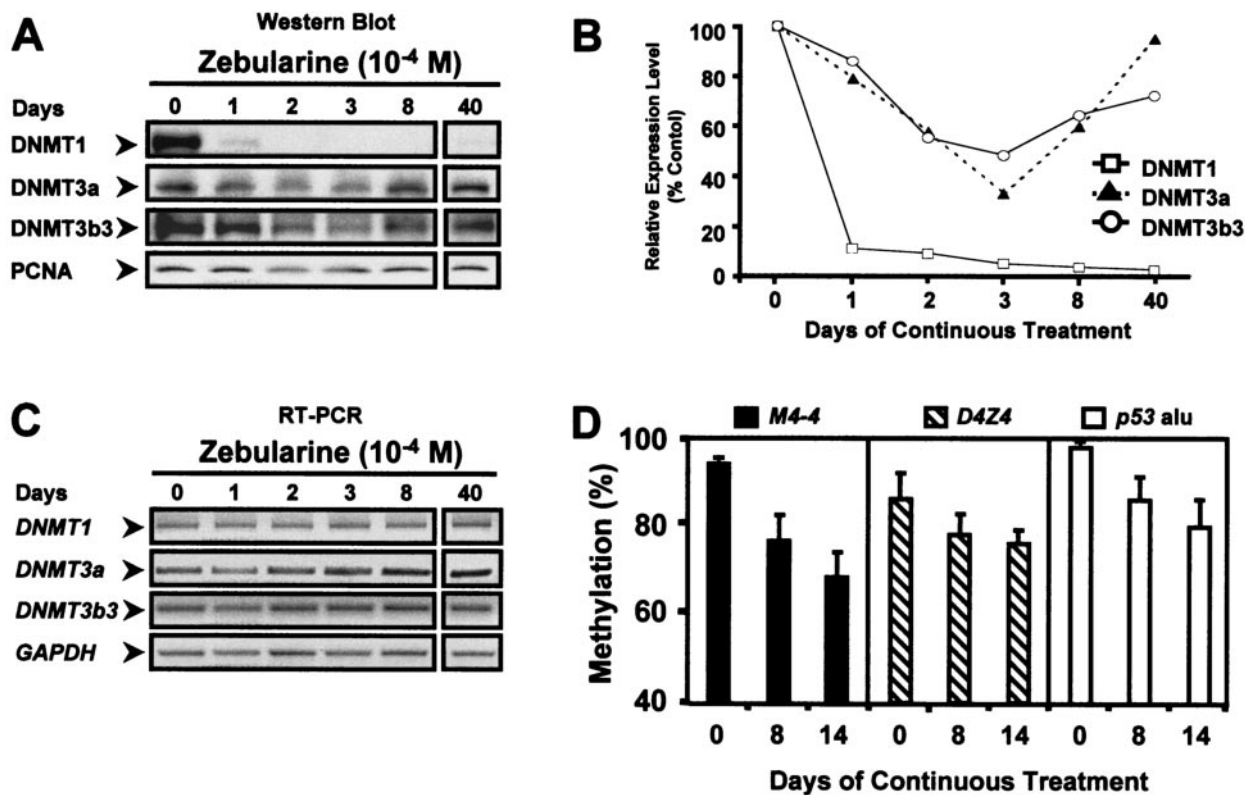 A
Western Blot
Zebularine (10-4 M)
Days 0 1 2 3 8 40
DNMT1
DNMT3a
DNMT3b3
PCNA
B
Relative Expression Level
(% Contol)
100
80
60
40
20
0
0 1 2 3 8 40
Days of Continuous Treatment
DNMT1
DNMT3a
DNMT3b3
C
RT-PCR
Zebularine (10-4 M)
Days 0 1 2 3 8 40
DNMT1
DNMT3a
DNMT3b3
GAPDH
D
M4-4 D4Z4 p53 alu
Methylation (%)
100
80
60
40
0 8 14 0 8 14 0 8 14
Days of Continuous Treatment